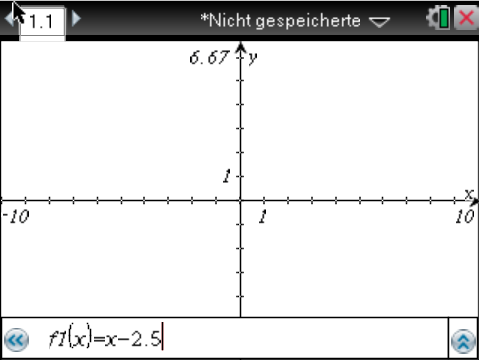 1.1 *Nicht gespeicherte
6.67 y
1
x
-10 1 10
f1(x)=x−2.5